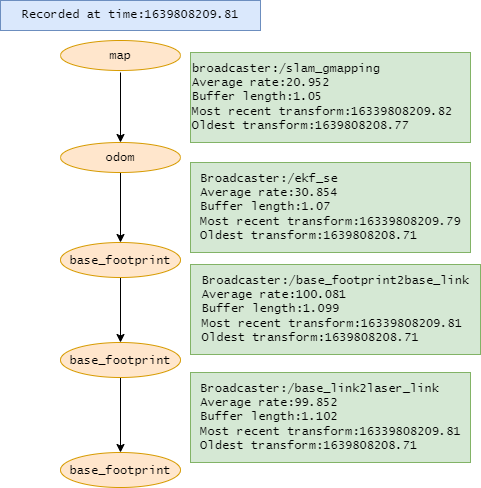 Recorded at time:1639808209.81
map
broadcaster:/slam_gmapping
Average rate:20.952
Buffer length:1.05
Most recent transform:16339808209.82
Oldest transform:1639808208.77
odom
Broadcaster:/ekf_se
Average rate:30.854
Buffer length:1.07
Most recent transform:16339808209.79
Oldest transform:1639808208.71
base_footprint
Broadcaster:/base_footprint2base_link
Average rate:100.081
Buffer length:1.099
Most recent transform:16339808209.81
Oldest transform:1639808208.71
base_footprint
Broadcaster:/base_link2laser_link
Average rate:99.852
Buffer length:1.102
Most recent transform:16339808209.81
Oldest transform:1639808208.71
base_footprint